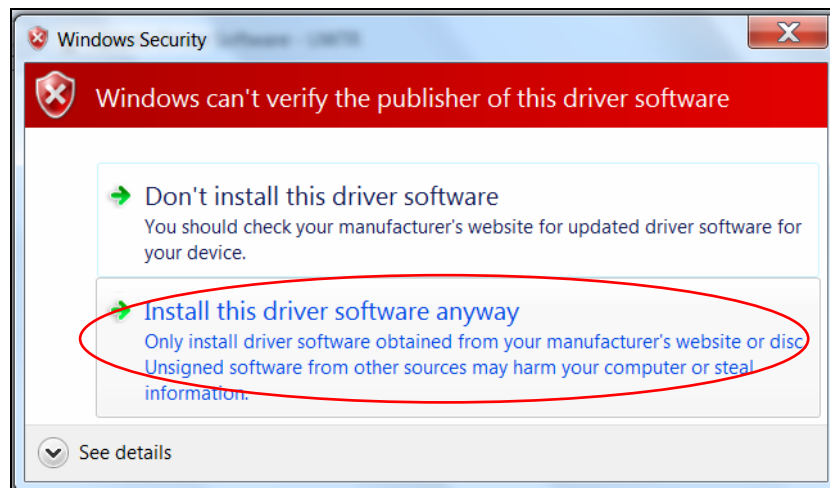 Windows Security
Windows can't verify the publisher of this driver software
Don't install this driver software
You should check your manufacturer's website for updated driver software for
your device.
Install this driver software anyway
Only install driver software obtained from your manufacturer's website or disc.
Unsigned software from other sources may harm your computer or steal
information.
See details